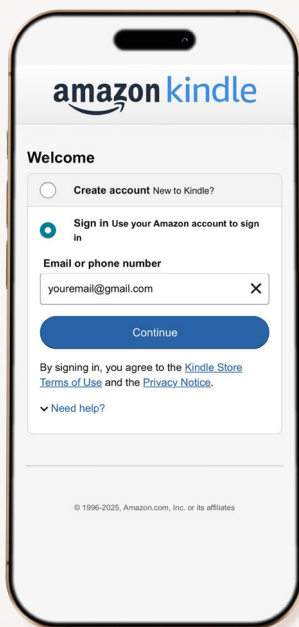 amazon kindle
Welcome
Create account New to Kindle?
Sign in Use your Amazon account to sign
in
Email or phone number
youremail@gmail.com
Continue
By signing in, you agree to the Kindle Store
Terms of Use and the Privacy Notice.
Need help?
© 1996-2025, Amazon.com, Inc. or its affiliates